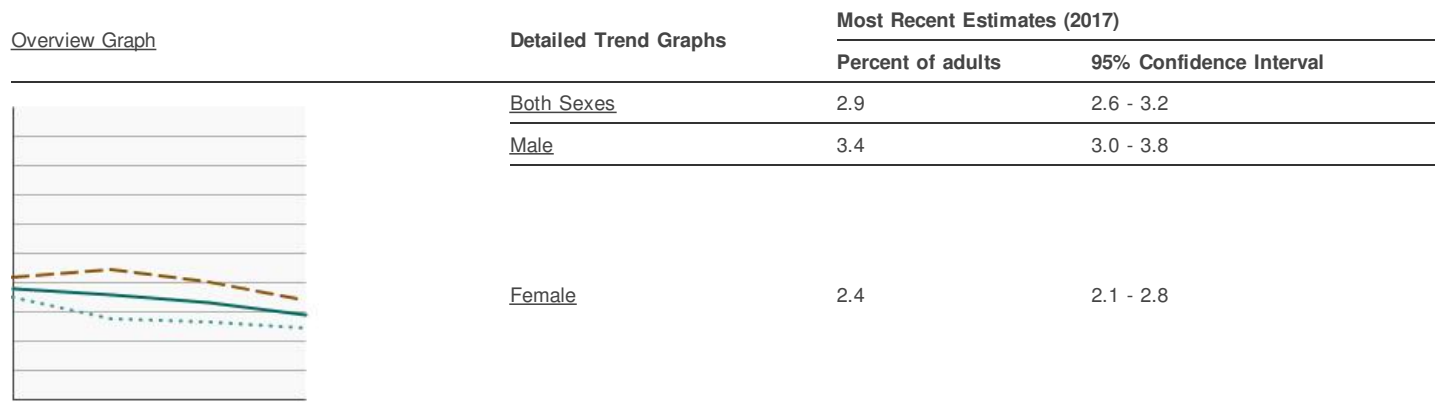 Overview Graph
Detailed Trend Graphs
Most Recent Estimates (2017)
Percent of adults 95% Confidence Interval
Both Sexes 2.9 2.6 - 3.2
Male 3.4 3.0 - 3.8
Female 2.4 2.1 - 2.8